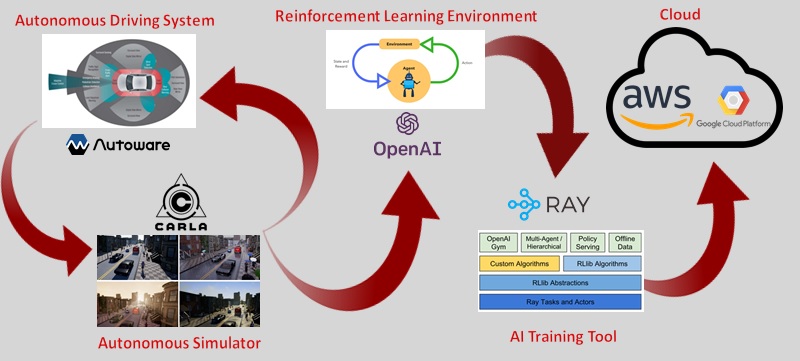 Autonomous Driving System
Reinforcement Learning Environment
Cloud
Environment
State and
Reward
Action
Agent
Autoware
OpenAI
aws
Google Cloud Platform
CARLA
RAY
OpenAI
Gym
Multi-Agent /
Hierarchical
Policy
Serving
Offline
Data
Custom Algorithms
RLlib Algorithms
RLlib Abstractions
Ray Tasks and Actors
Autonomous Simulator
AI Training Tool